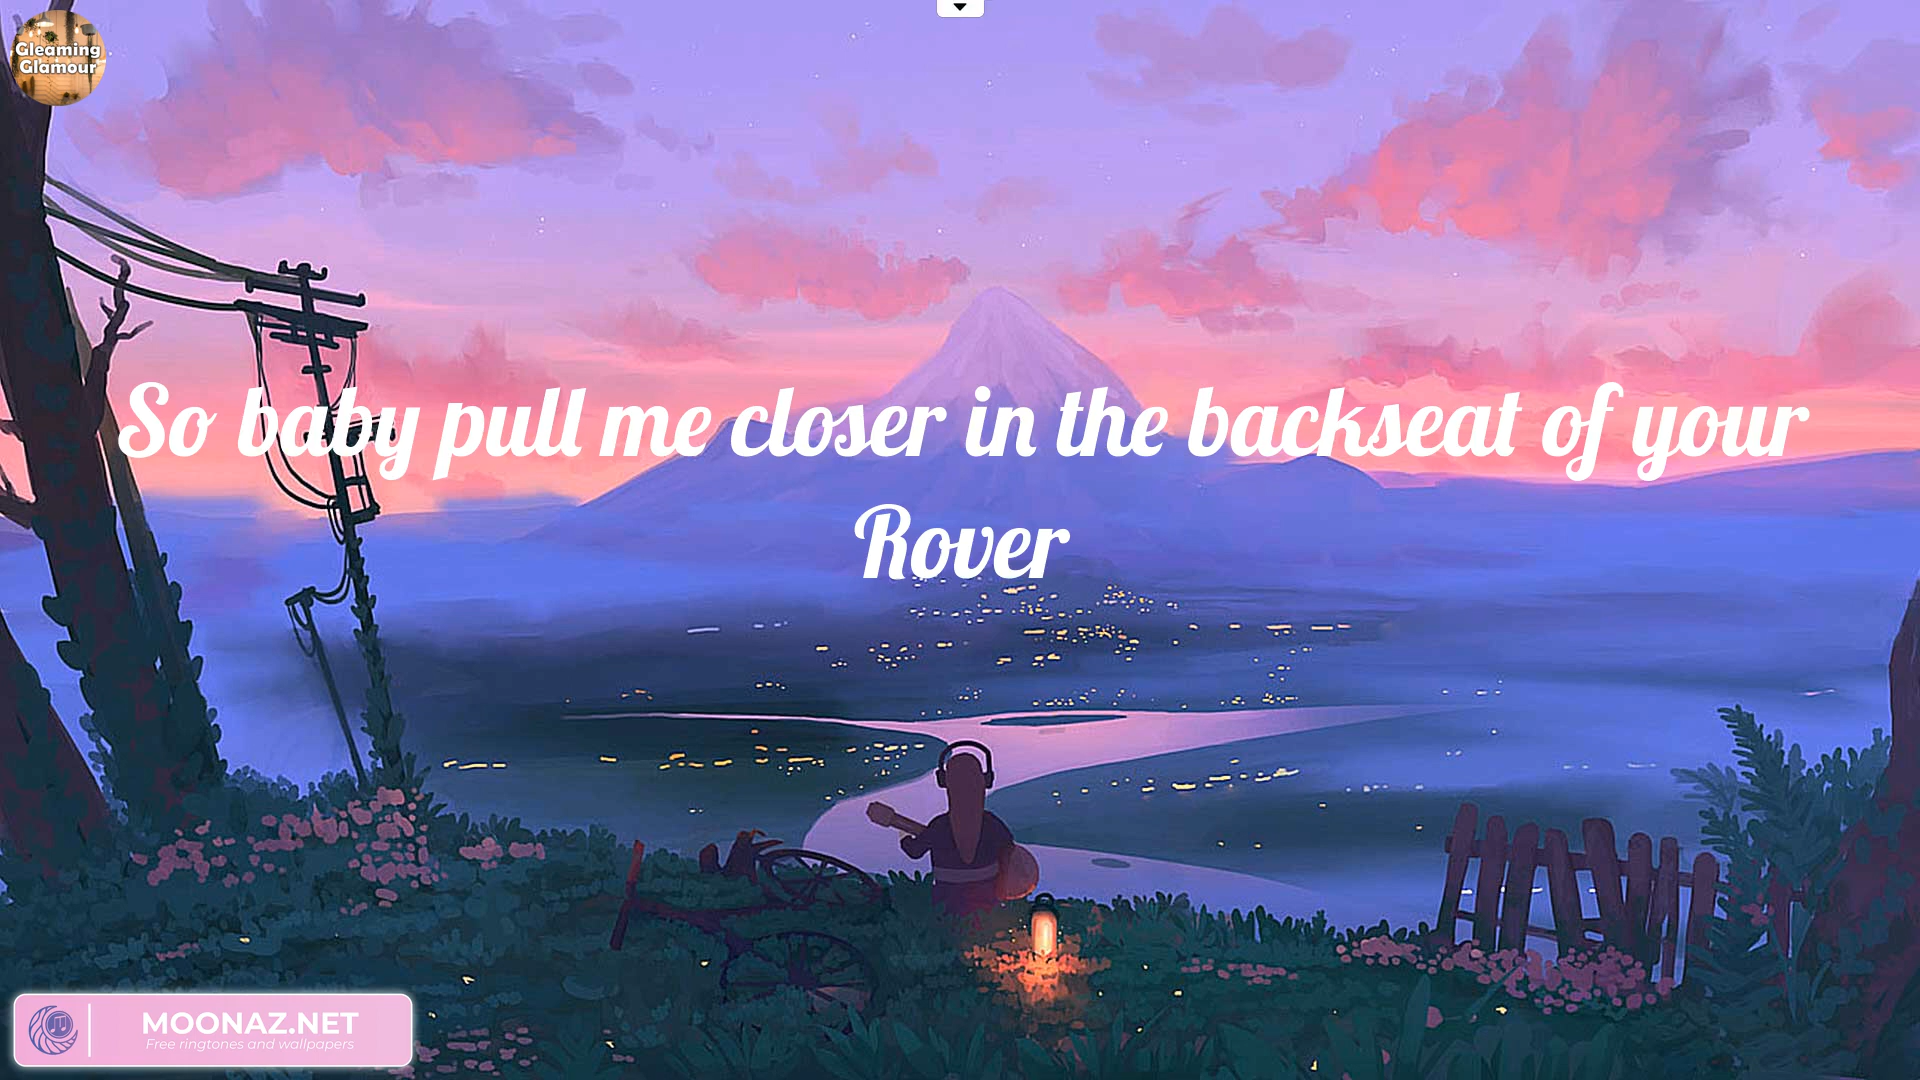 Gleaming
Glamour
So baby pull me closer in the backseat of your
Rover
MOONAZ.NET
Free ringtones and wallpapers